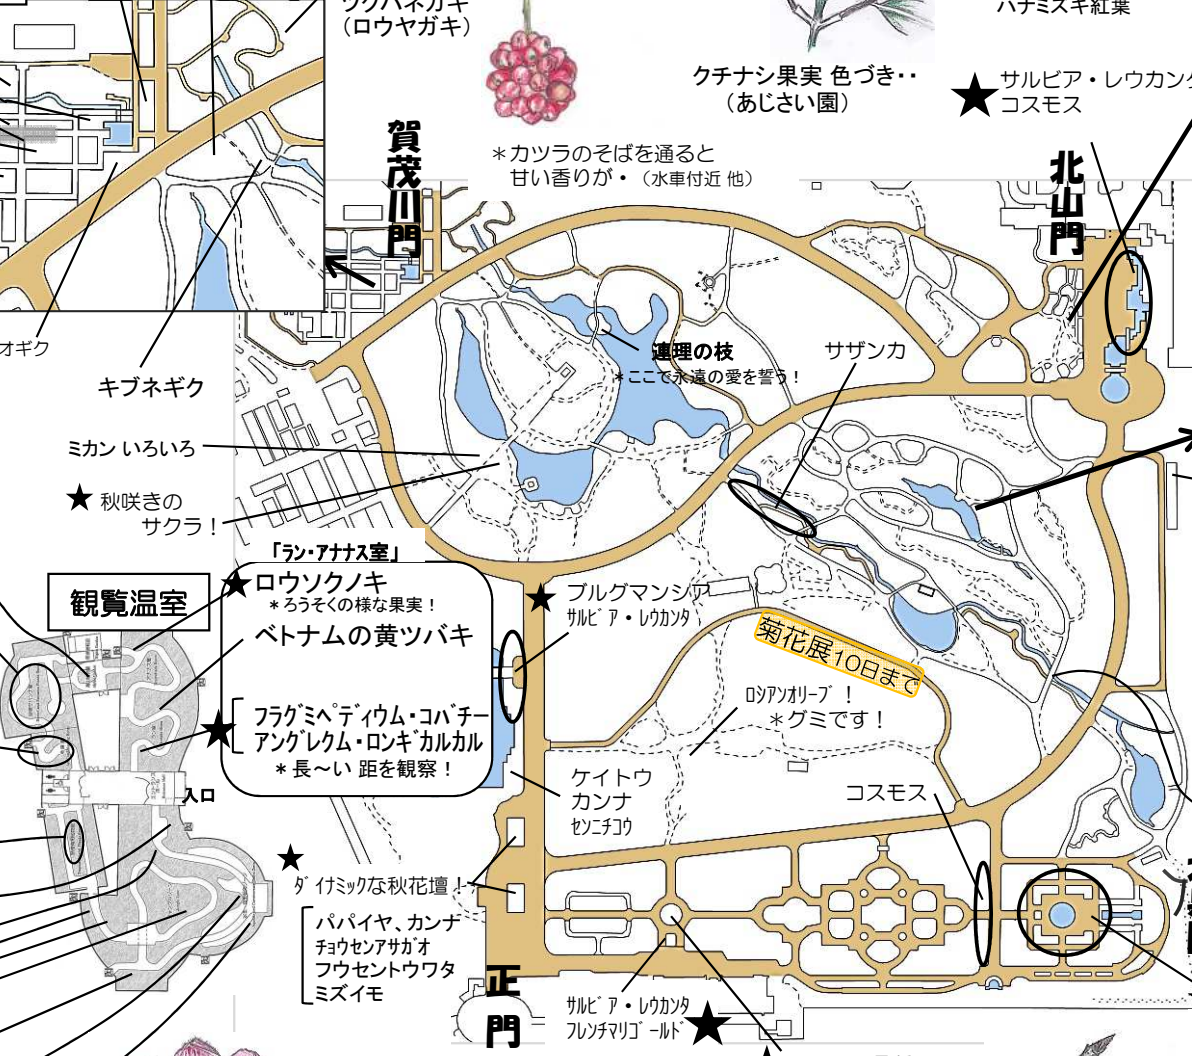 ツクバネガキ
(ロウヤガキ)
ハナミズキ紅葉
クチナシ果実 色づき‥
(あじさい園)
★ サルビア・レウカンタ
コスモス
賀茂川門
＊カツラのそばを通ると
甘い香りが・（水車付近 他）
北山門
オギク
キブネギク
連理の枝
＊ここで永遠の愛を誓う！
サザンカ
ミカン いろいろ
★ 秋咲きの
サクラ！
「ラン・アナナス室」
観覧温室
★ ロウソクノキ
＊ろうそくの様な果実！
ベトナムの黄ツバキ
★ フラグミペディウム・コバチー
アングレクム・ロンギカルカル
＊長～い 距を観察！
入口
★ ブルグマンシア
サルビア・レウカンタ
菊花展10日まで
ロシアンオリーブ！
＊グミです！
ケイトウ
カンナ
センニチコウ
コスモス
★
ダイナミックな秋花壇！
パパイヤ、カンナ
チョウセンアサガオ
フウセントウワタ
ミズイモ
正門
サルビア・レウカンタ
フレンチマリゴールド ★